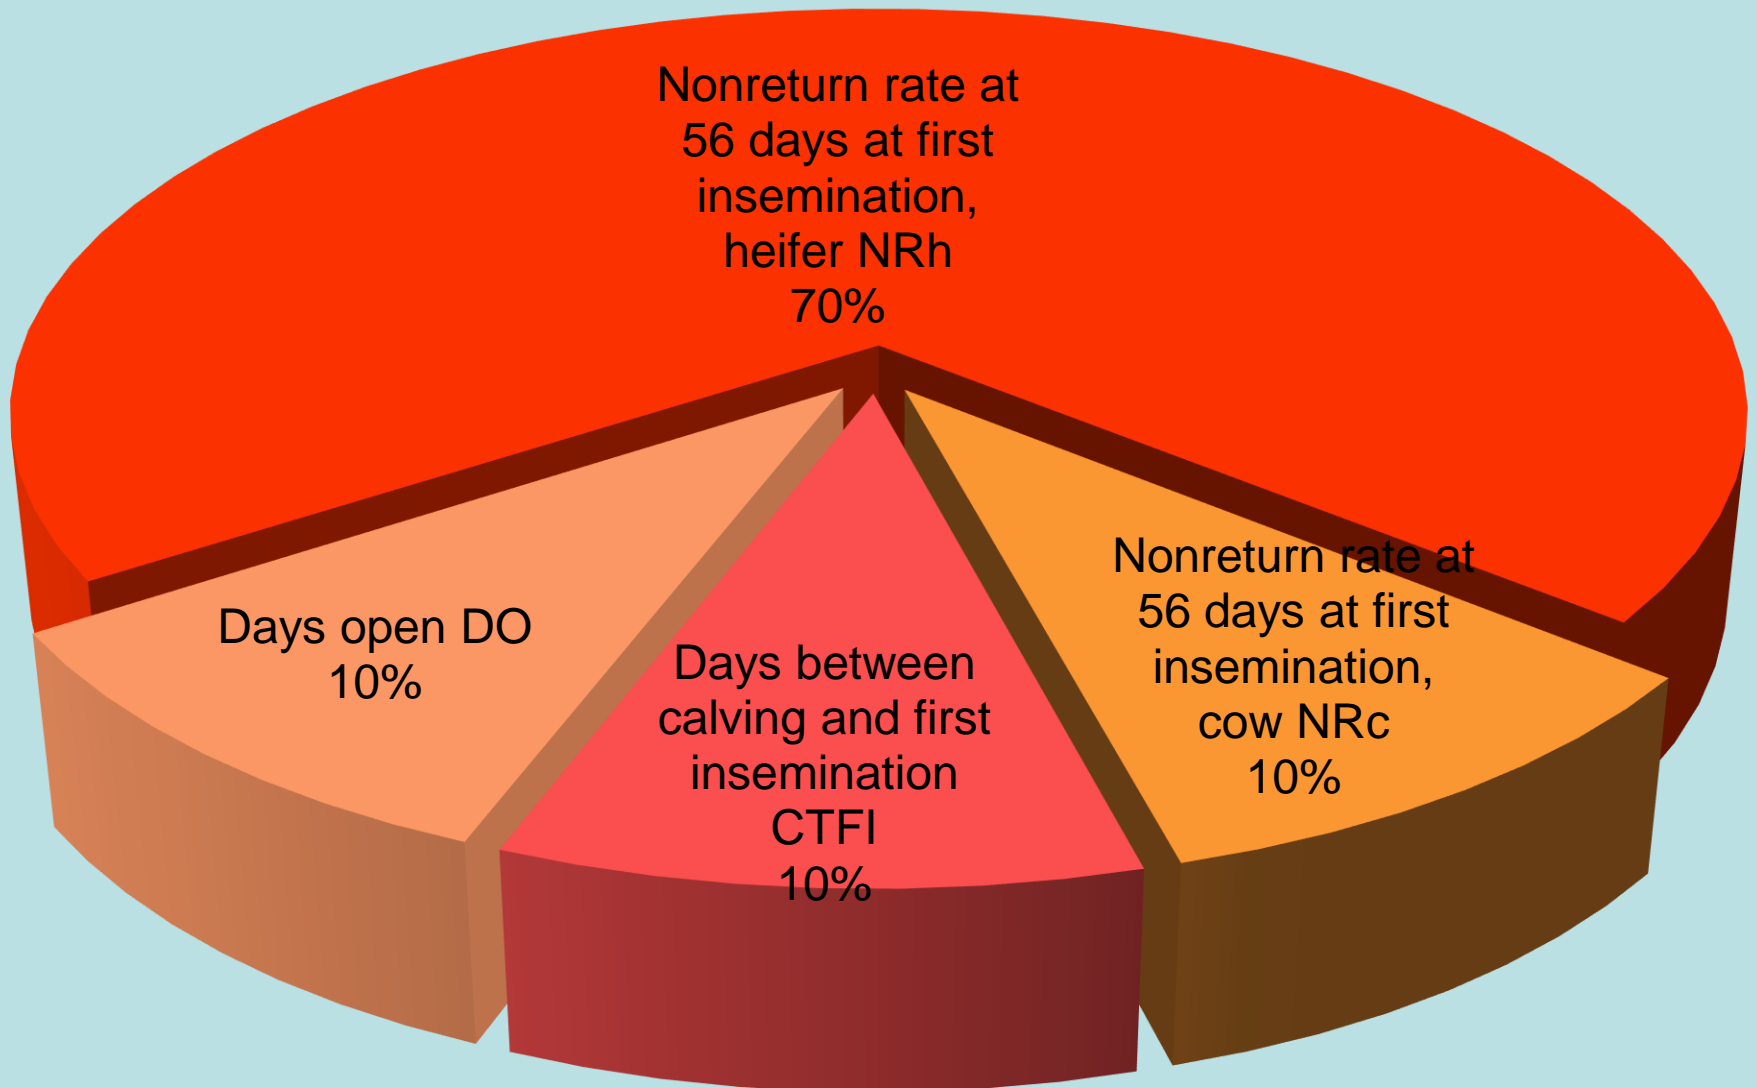 Nonreturn rate at
56 days at first
insemination,
heifer NRh
70%
Days open DO
10%
Days between
calving and first
insemination
CTFI
10%
Nonreturn rate at
56 days at first
insemination,
cow NRc
10%